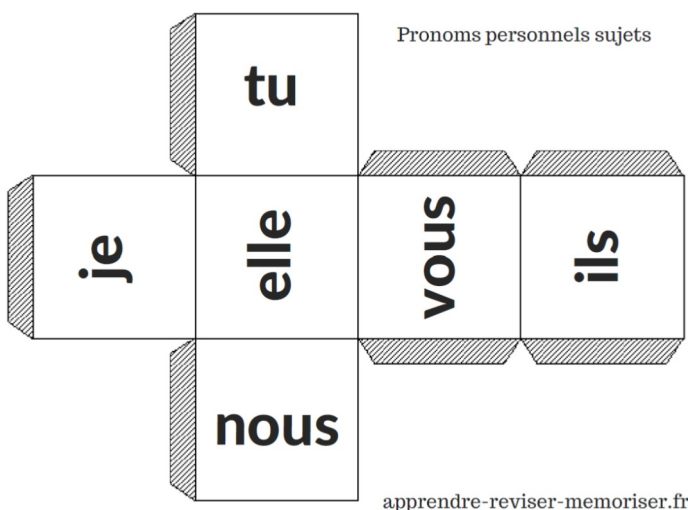 Pronoms personnels sujets
tu
je
elle
vous
ils
nous
apprendre-reviser-memoriser.fr